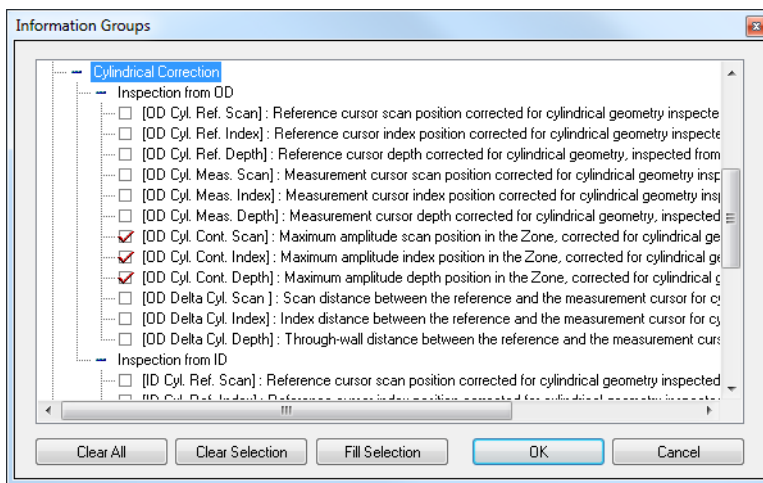 Information Groups
Cylindrical Correction
Inspection from OD
[OD Cyl. Ref. Scan] : Reference cursor scan position corrected for cylindrical geometry inspecte
[OD Cyl. Ref. Index] : Reference cursor index position corrected for cylindrical geometry inspecte
[OD Cyl. Ref. Depth] : Reference cursor depth corrected for cylindrical geometry, inspected from
[OD Cyl. Meas. Scan] : Measurement cursor scan position corrected for cylindrical geometry insp
[OD Cyl. Meas. Index] : Measurement cursor index position corrected for cylindrical geometry insp
[OD Cyl. Meas. Depth] : Measurement cursor depth corrected for cylindrical geometry, inspected
[OD Cyl. Cont. Scan] : Maximum amplitude scan position in the Zone, corrected for cylindrical ge
[OD Cyl. Cont. Index] : Maximum amplitude index position in the Zone, corrected for cylindrical ge
[OD Cyl. Cont. Depth] : Maximum amplitude depth position in the Zone, corrected for cylindrical g
[OD Delta Cyl. Scan ] : Scan distance between the reference and the measurement cursor for cy
[OD Delta Cyl. Index] : Index distance between the reference and the measurement cursor for cy
[OD Delta Cyl. Depth] : Through-wall distance between the reference and the measurement curs
Inspection from ID
[ID Cyl. Ref. Scan] : Reference cursor scan position corrected for cylindrical geometry inspected
Clear All
Clear Selection
Fill Selection
OK
Cancel